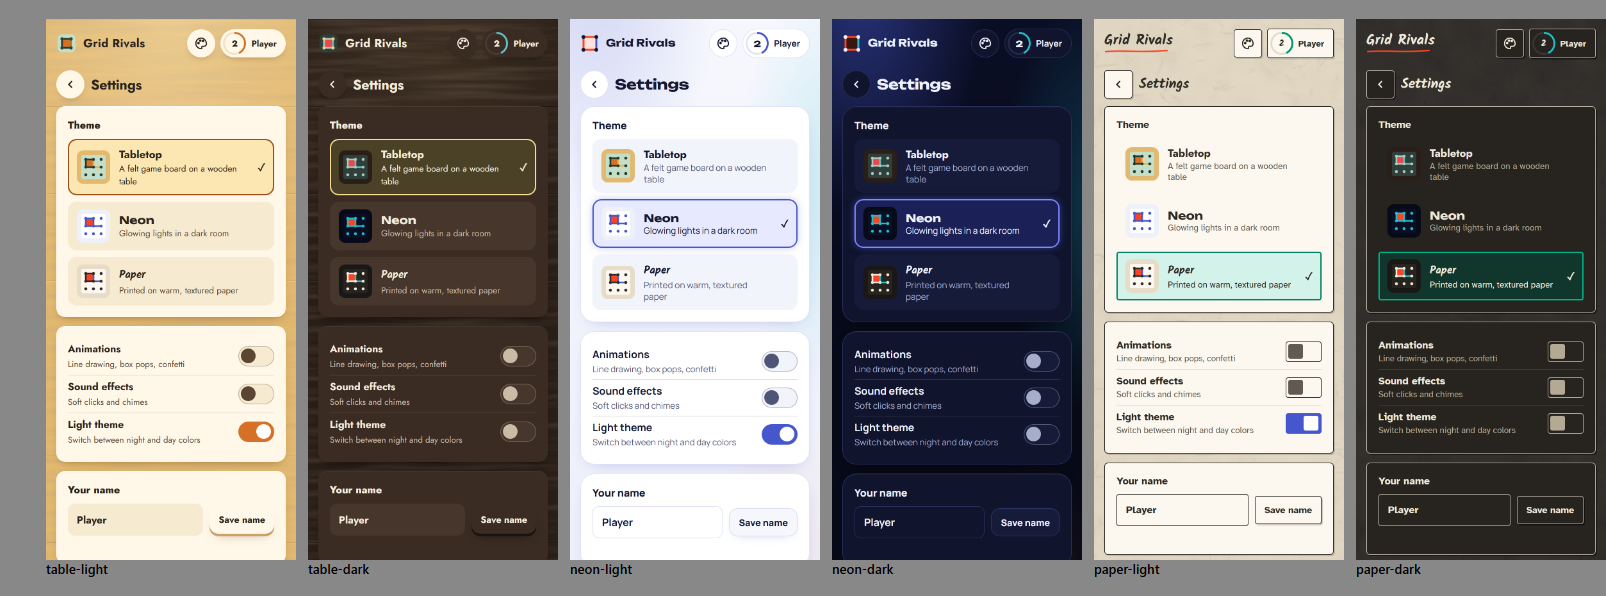 Grid Rivals
2 Player
Settings
Theme
Tabletop
A felt game board on a wooden
table
Neon
Glowing lights in a dark room
Paper
Printed on warm, textured paper
Animations
Line drawing, box pops, confetti
Sound effects
Soft clicks and chimes
Light theme
Switch between night and day colors
Your name
Player
Save name
table-light
Grid Rivals
2 Player
Settings
Theme
Tabletop
A felt game board on a wooden
table
Neon
Glowing lights in a dark room
Paper
Printed on warm, textured paper
Animations
Line drawing, box pops, confetti
Sound effects
Soft clicks and chimes
Light theme
Switch between night and day colors
Your name
Player
Save name
table-dark
Grid Rivals
2 Player
Settings
Theme
Tabletop
A felt game board on a wooden
table
Neon
Glowing lights in a dark room
Paper
Printed on warm, textured
paper
Animations
Line drawing, box pops, confetti
Sound effects
Soft clicks and chimes
Light theme
Switch between night and day colors
Your name
Player
Save name
neon-light
Grid Rivals
2 Player
Settings
Theme
Tabletop
A felt game board on a wooden
table
Neon
Glowing lights in a dark room
Paper
Printed on warm, textured
paper
Animations
Line drawing, box pops, confetti
Sound effects
Soft clicks and chimes
Light theme
Switch between night and day colors
Your name
Player
Save name
neon-dark
Grid Rivals
2 Player
Settings
Theme
Tabletop
A felt game board on a wooden
table
Neon
Glowing lights in a dark room
Paper
Printed on warm, textured paper
Animations
Line drawing, box pops, confetti
Sound effects
Soft clicks and chimes
Light theme
Switch between night and day colors
Your name
Player
Save name
paper-light
Grid Rivals
2 Player
Settings
Theme
Tabletop
A felt game board on a wooden
table
Neon
Glowing lights in a dark room
Paper
Printed on warm, textured paper
Animations
Line drawing, box pops, confetti
Sound effects
Soft clicks and chimes
Light theme
Switch between night and day colors
Your name
Player
Save name
paper-dark